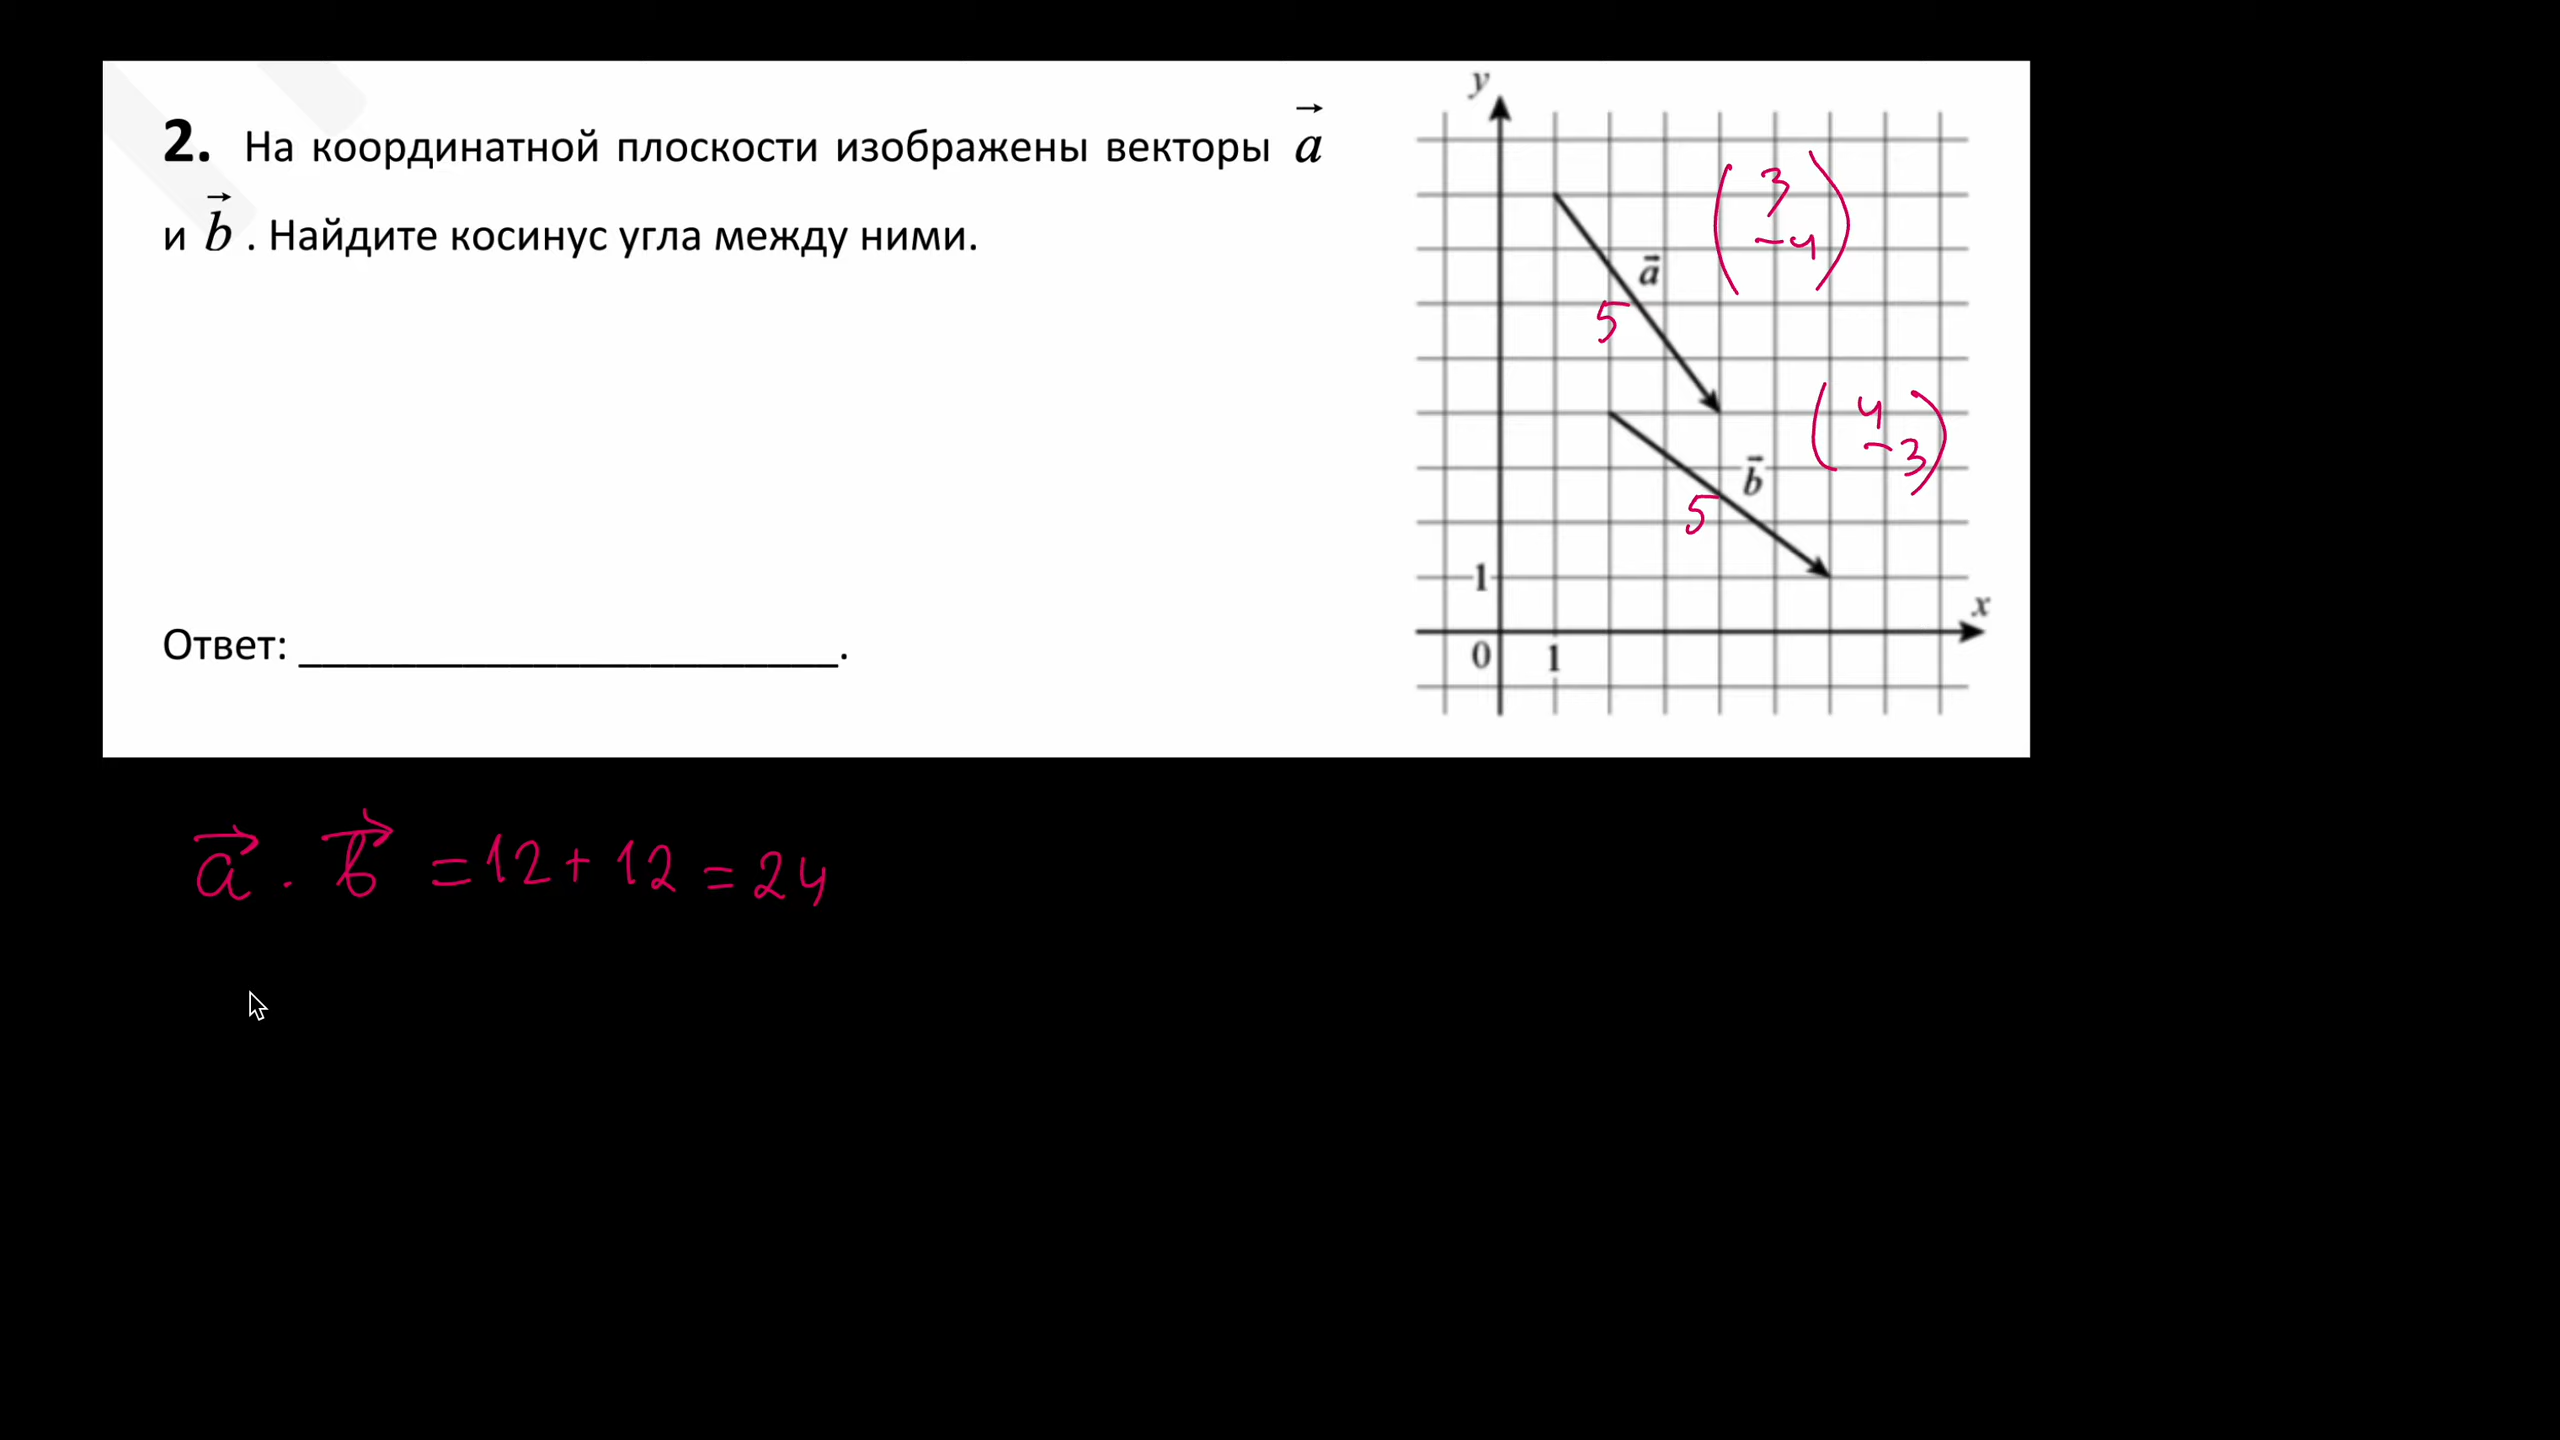 2. На координатной плоскости изображены векторы a⃗
и b⃗ . Найдите косинус угла между ними.
Ответ: _______________________.
y
a⃗
b⃗
1
x
0
1
(3
-4)
5
(4
-3)
5
a⃗ · b⃗ = 12 + 12 = 24